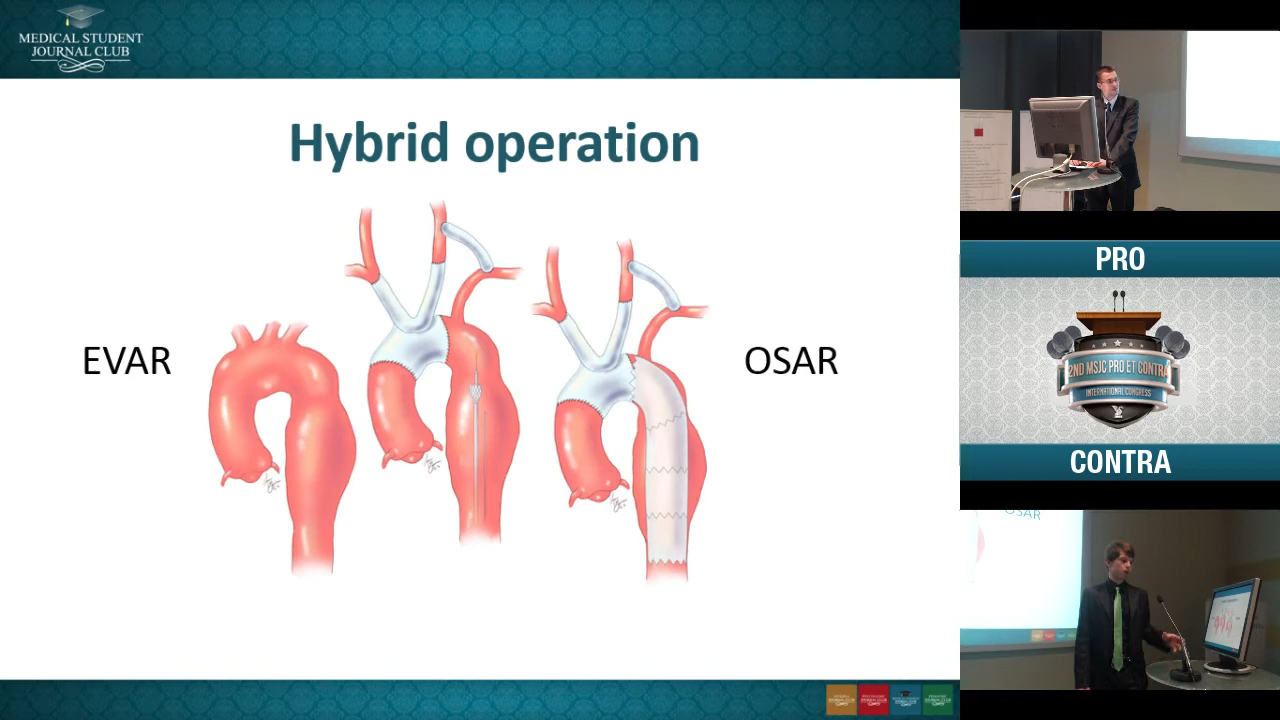 MEDICAL STUDENT
JOURNAL CLUB
Hybrid operation
EVAR
OSAR
PRO
2ND MSJC PRO ET CONTRA
INTERNATIONAL CONGRESS
CONTRA
OSAR